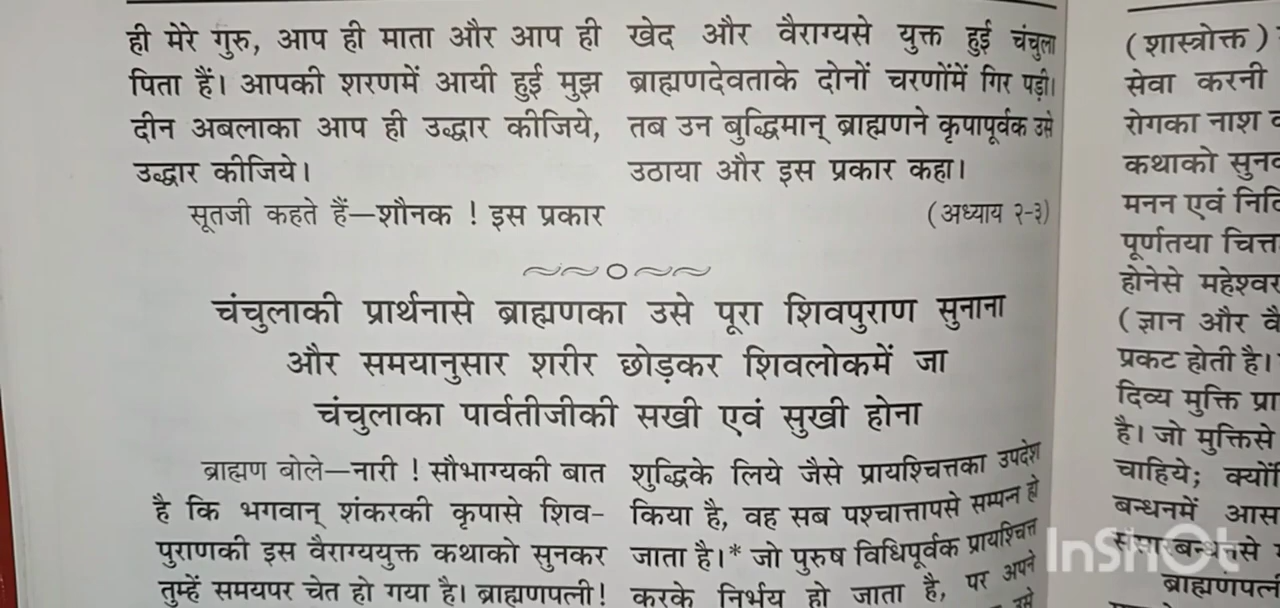 ही मेरे गुरु, आप ही माता और आप ही
पिता हैं। आपकी शरणमें आयी हुई मुझ
दीन अबलाका आप ही उद्धार कीजिये,
उद्धार कीजिये।
सूतजी कहते हैं—शौनक ! इस प्रकार
खेद और वैराग्यसे युक्त हुई चंचुला
ब्राह्मणदेवताके दोनों चरणोंमें गिर पड़ी।
तब उन बुद्धिमान् ब्राह्मणने कृपापूर्वक उसे
उठाया और इस प्रकार कहा।
(अध्याय २-३)
चंचुलाकी प्रार्थनासे ब्राह्मणका उसे पूरा शिवपुराण सुनाना
और समयानुसार शरीर छोड़कर शिवलोकमें जा
चंचुलाका पार्वतीजीकी सखी एवं सुखी होना
ब्राह्मण बोले—नारी ! सौभाग्यकी बात
है कि भगवान् शंकरकी कृपासे शिव-
पुराणकी इस वैराग्ययुक्त कथाको सुनकर
तुम्हें समयपर चेत हो गया है। ब्राह्मणपत्नी!
शुद्धिके लिये जैसे प्रायश्चित्तका उपदेश
किया है, वह सब पश्चात्तापसे सम्पन्न हो
जाता है।* जो पुरुष विधिपूर्वक प्रायश्चित्त
करके निर्भय हो जाता है, पर अपने
उसे
(शास्त्रोक्त)
सेवा करनी
रोगका नाश
कथाको
मनन एवं
पूर्णतया चित्त
होनेसे
(ज्ञान और
प्रकट होती है।
दिव्य मुक्ति
है। जो मुक्तिसे
चाहिये;
बन्धनमें
संसारबन्धनसे
ब्राह्मणपत्नी
InShOt